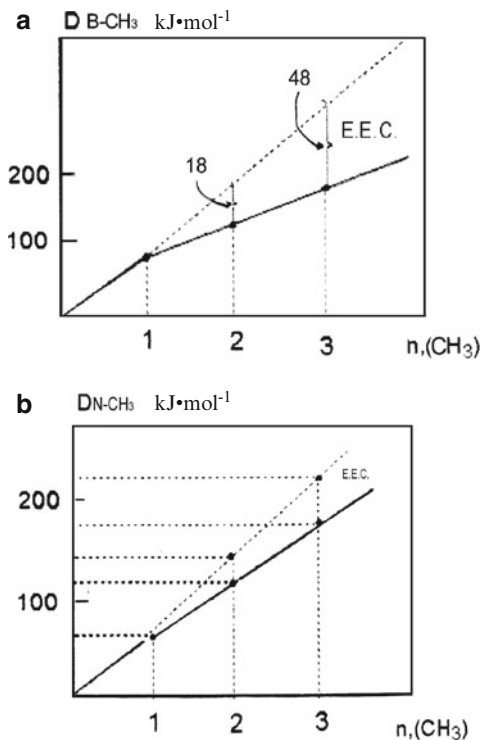 a D B-CH₃ kJ•mol⁻¹
48
E.E.C.
18
200
100
1 2 3 n,(CH₃)
b DN-CH₃ kJ•mol⁻¹
E.E.C.
200
100
1 2 3 n,(CH₃)